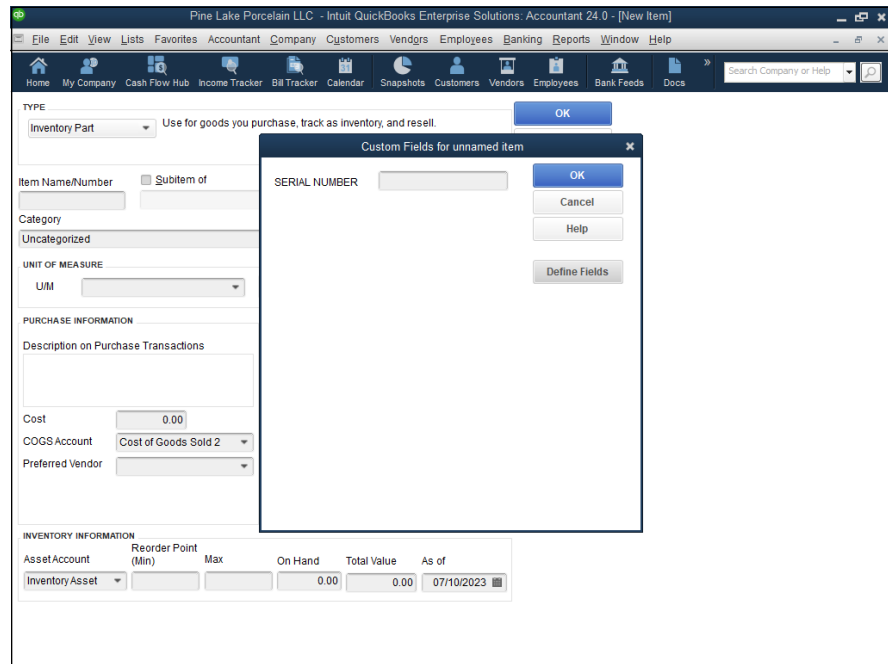 Pine Lake Porcelain LLC - Intuit QuickBooks Enterprise Solutions: Accountant 24.0 - [New Item]
File Edit View Lists Favorites Accountant Company Customers Vendors Employees Banking Reports Window Help
Home My Company Cash Flow Hub Income Tracker Bill Tracker Calendar Snapshots Customers Vendors Employees Bank Feeds Docs » Search Company or Help
TYPE
Inventory Part
Use for goods you purchase, track as inventory, and resell.
OK
Custom Fields for unnamed item
SERIAL NUMBER
OK
Cancel
Help
Define Fields
Item Name/Number
Subitem of
Category
Uncategorized
UNIT OF MEASURE
U/M
PURCHASE INFORMATION
Description on Purchase Transactions
Cost 0.00
COGS Account Cost of Goods Sold 2
Preferred Vendor
INVENTORY INFORMATION
Asset Account Reorder Point (Min) Max On Hand Total Value As of
Inventory Asset 0.00 0.00 07/10/2023